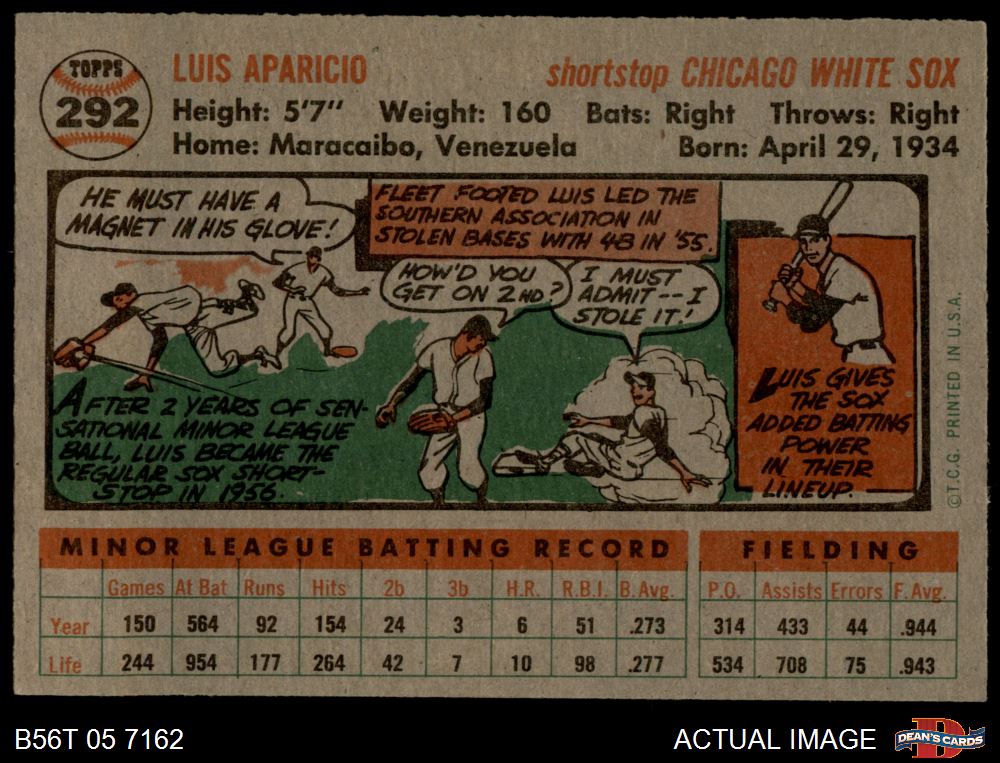 TOPPS
292
LUIS APARICIO shortstop CHICAGO WHITE SOX
Height: 5'7" Weight: 160 Bats: Right Throws: Right
Home: Maracaibo, Venezuela Born: April 29, 1934
HE MUST HAVE A
MAGNET IN HIS GLOVE!
FLEET FOOTED LUIS LED THE
SOUTHERN ASSOCIATION IN
STOLEN BASES WITH 48 IN '55.
HOW'D YOU
GET ON 2ND?
I MUST
ADMIT--I
STOLE IT!
AFTER 2 YEARS OF SEN-
SATIONAL MINOR LEAGUE
BALL, LUIS BECAME THE
REGULAR SOX SHORT-
STOP IN 1956.
LUIS GIVES
THE SOX
ADDED BATTING
POWER
IN THEIR
LINEUP.
©T.C.G. PRINTED IN U.S.A.
MINOR LEAGUE BATTING RECORD FIELDING
Games At Bat Runs Hits 2b 3b H.R. R.B.I. B.Avg. P.O. Assists Errors F.Avg.
Year 150 564 92 154 24 3 6 51 .273 314 433 44 .944
Life 244 954 177 264 42 7 10 98 .277 534 708 75 .943
B56T 05 7162 ACTUAL IMAGE DEAN'S CARDS